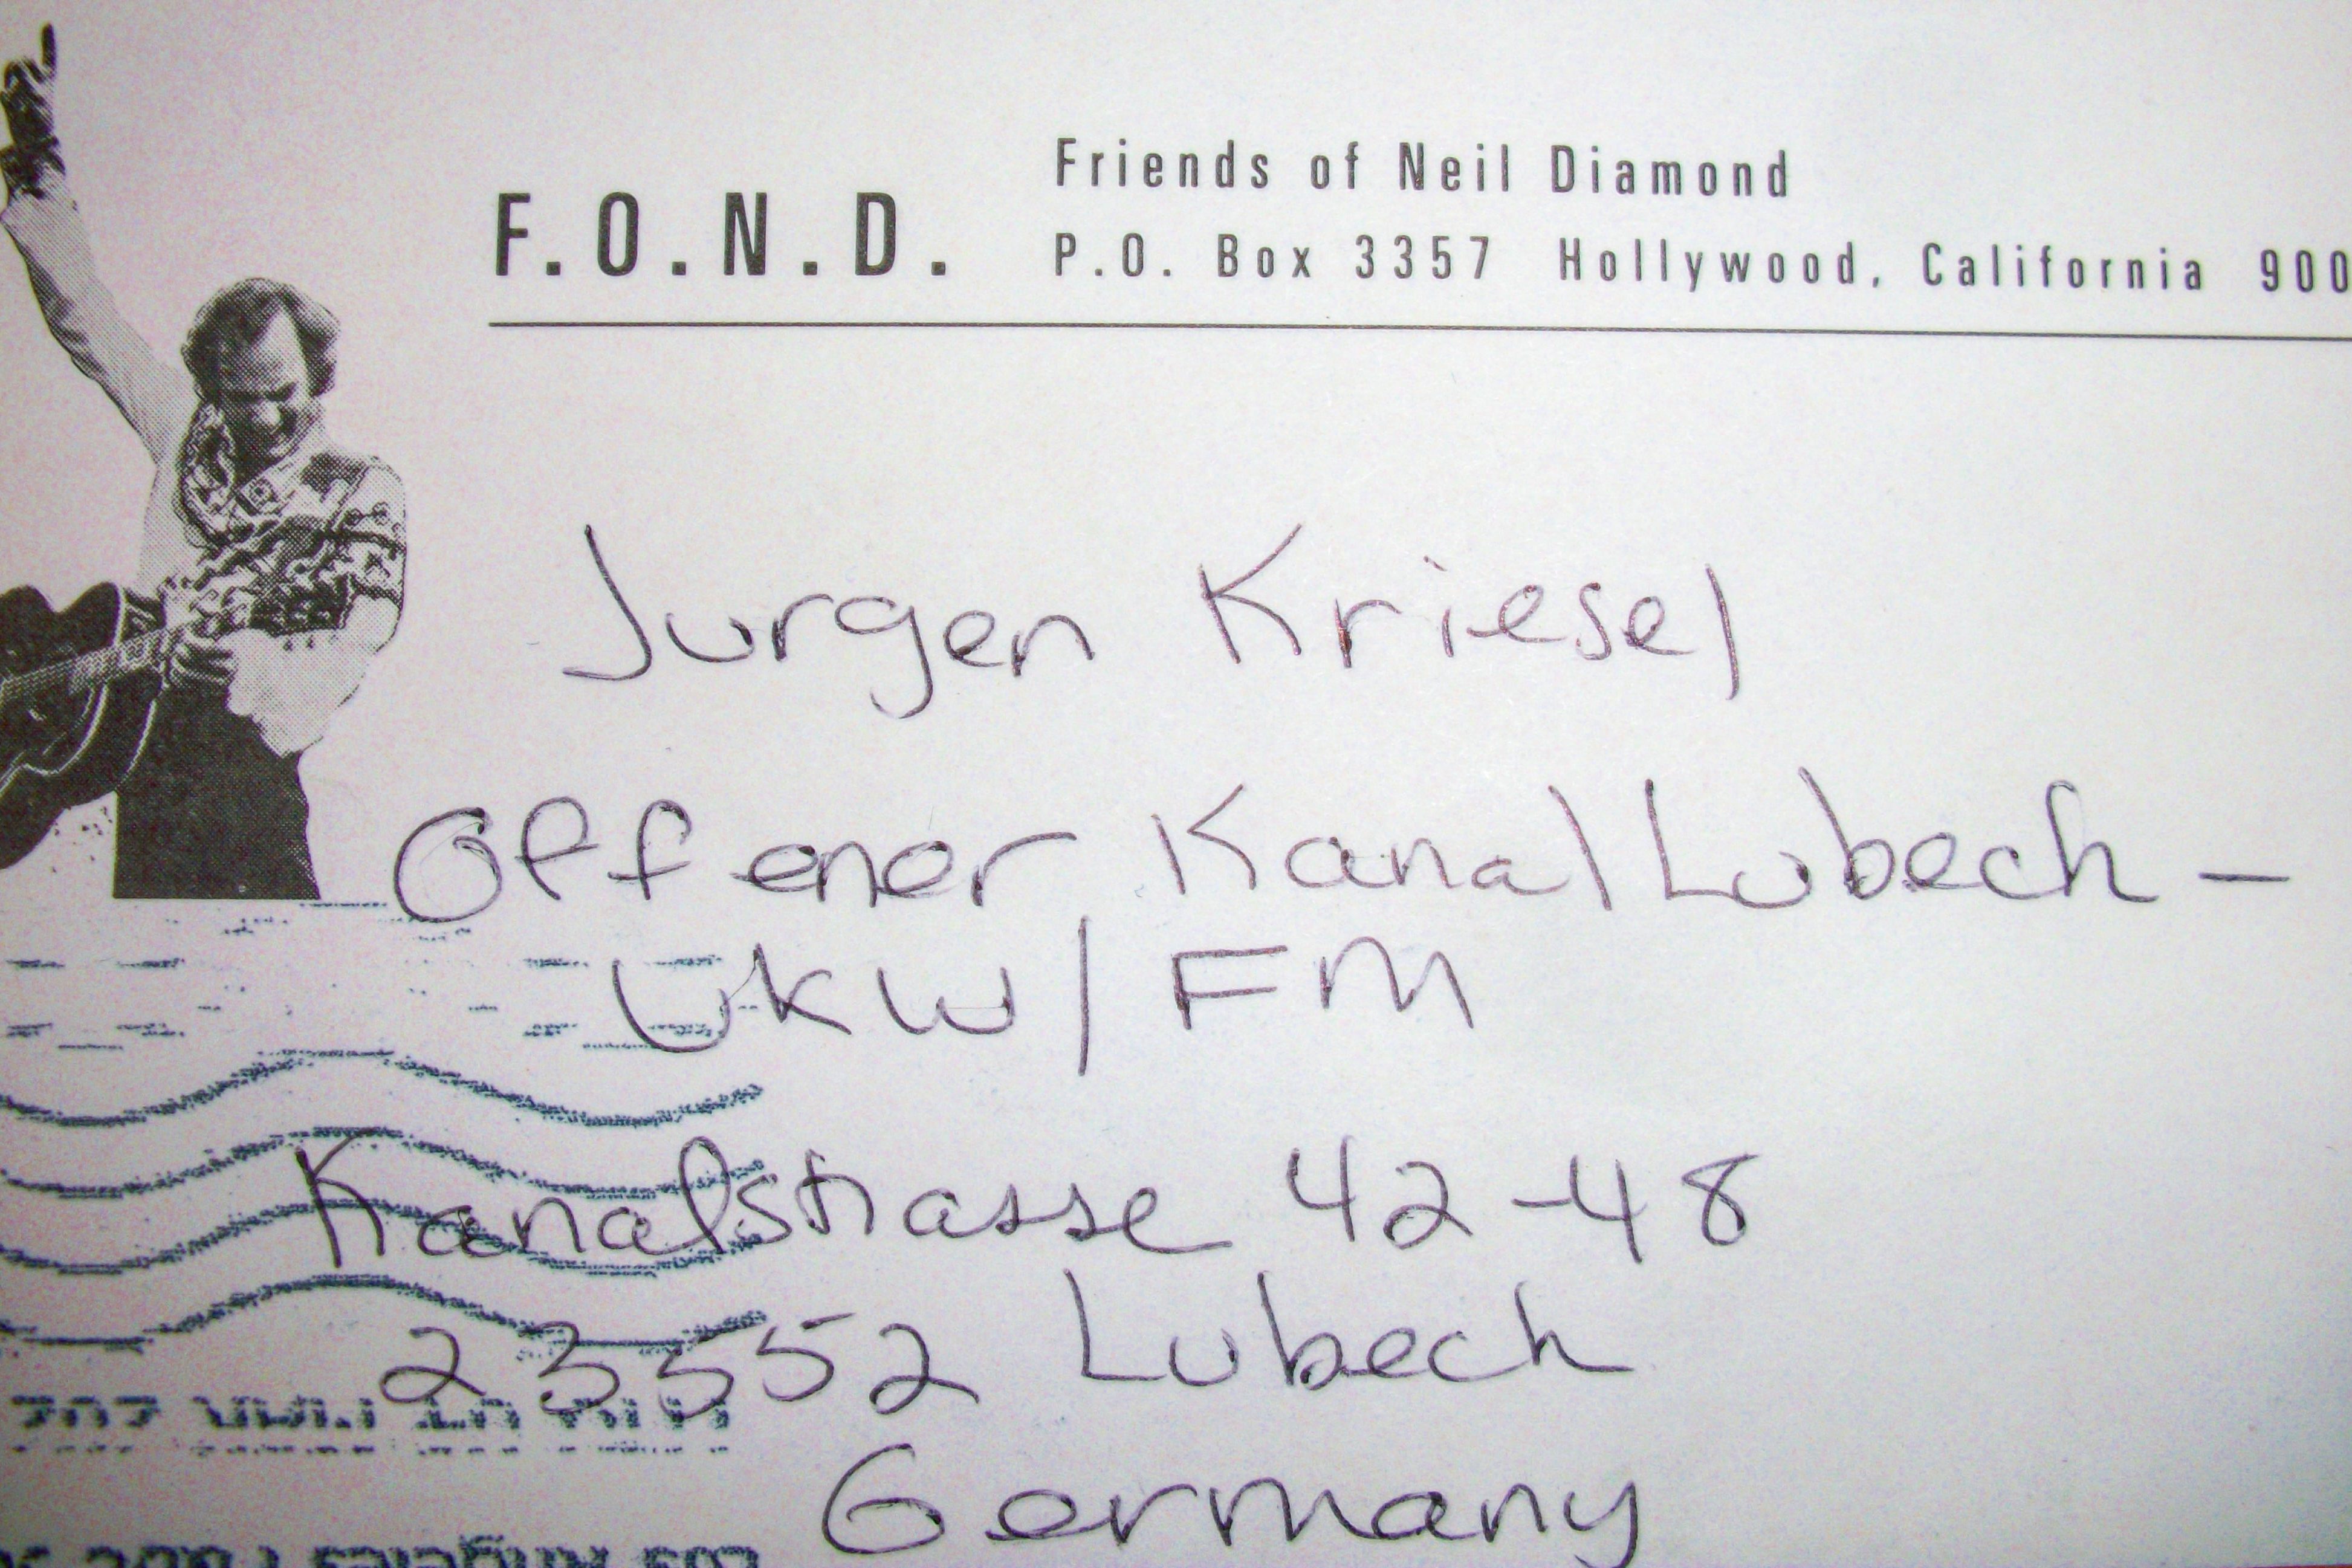 Friends of Neil Diamond
F.O.N.D.
P.O. Box 3357 Hollywood, California 900
Jurgen Kriesel
Offener Kanal Lubech -
UKW/FM
Kanalstrasse 42-48
23552 Lubech
Germany